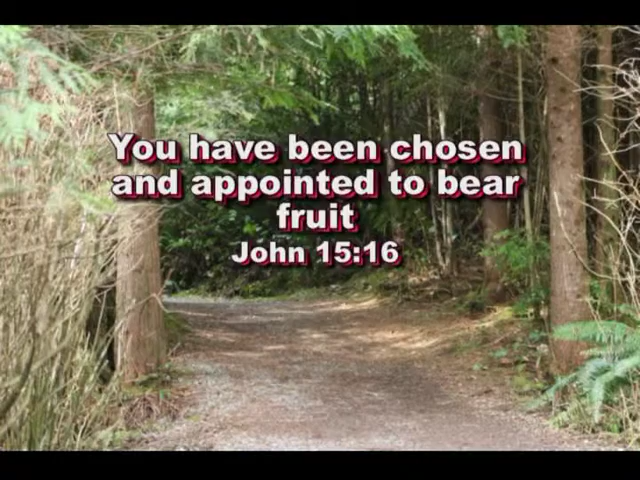 You have been chosen
and appointed to bear
fruit
John 15:16